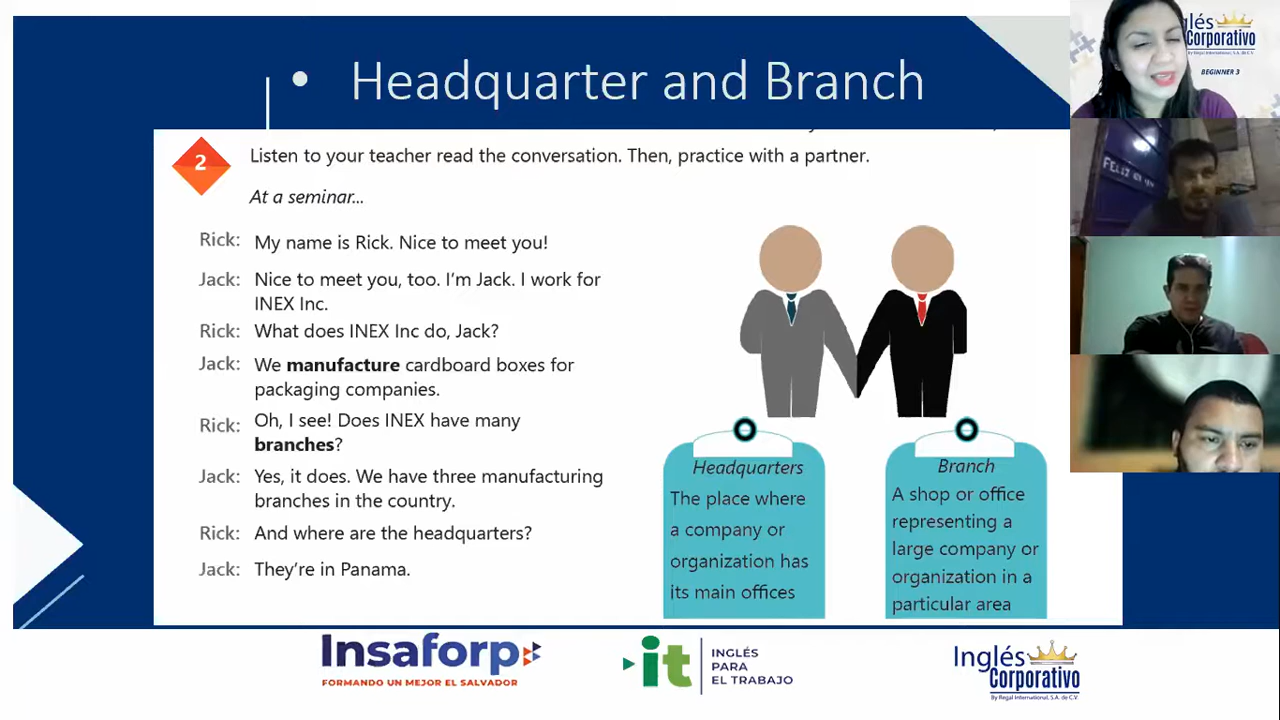 • Headquarter and Branch
2
Listen to your teacher read the conversation. Then, practice with a partner.
At a seminar...
Rick: My name is Rick. Nice to meet you!
Jack: Nice to meet you, too. I'm Jack. I work for
INEX Inc.
Rick: What does INEX Inc do, Jack?
Jack: We manufacture cardboard boxes for
packaging companies.
Rick: Oh, I see! Does INEX have many
branches?
Jack: Yes, it does. We have three manufacturing
branches in the country.
Rick: And where are the headquarters?
Jack: They're in Panama.
Headquarters
The place where
a company or
organization has
its main offices
Branch
A shop or office
representing a
large company or
organization in a
particular area
glés
Corporativo
By Regal International, S.A. de C.V.
BEGINNER 3
FELIZ
Insaforp
FORMANDO UN MEJOR EL SALVADOR
it
INGLÉS
PARA
EL TRABAJO
Inglés
Corporativo
By Regal International, S.A. de C.V.